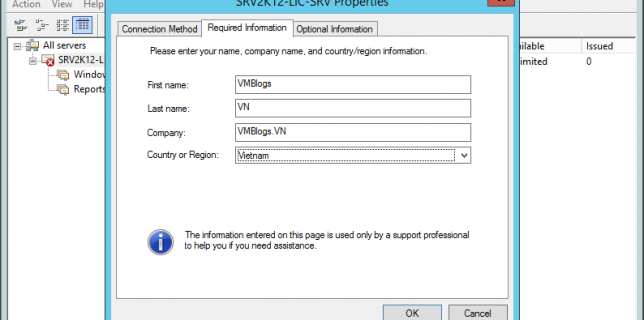 SRV2K12-LIC-SRV Properties
Action View Help
Connection Method Required Information Optional Information
Please enter your name, company name, and country/region information.
First name: VMBlogs
Last name: VN
Company: VMBlogs.VN
Country or Region: Vietnam
The information entered on this page is used only by a support professional
to help you if you need assistance.
OK Cancel
All servers
SRV2K12-L
Window
Reports
ailable Issued
imited 0